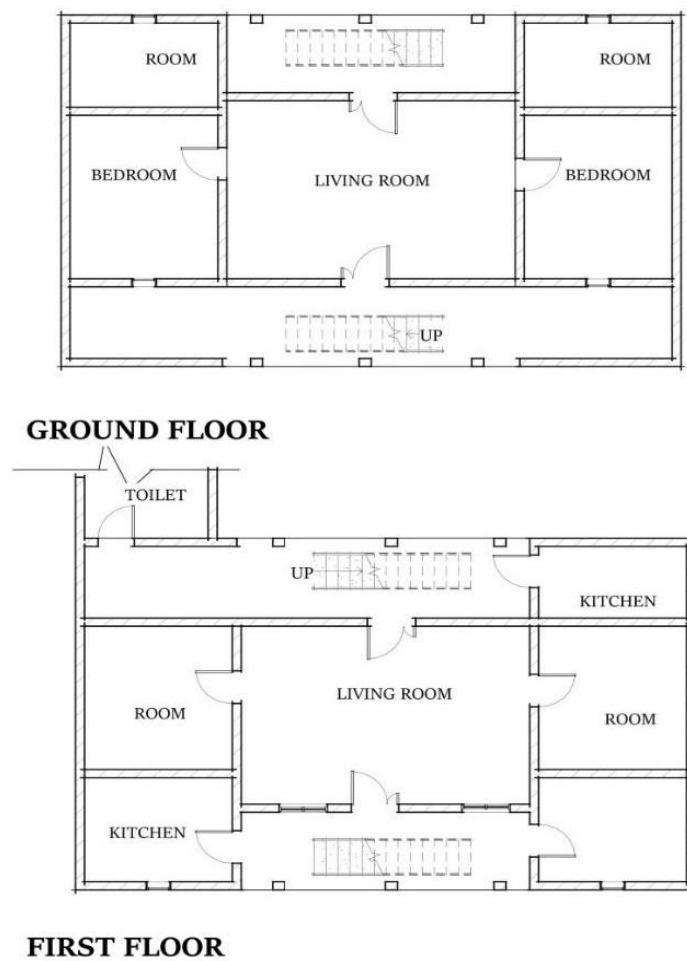 ROOM
ROOM
BEDROOM
LIVING ROOM
BEDROOM
UP
GROUND FLOOR
TOILET
UP
KITCHEN
LIVING ROOM
ROOM
ROOM
KITCHEN
FIRST FLOOR